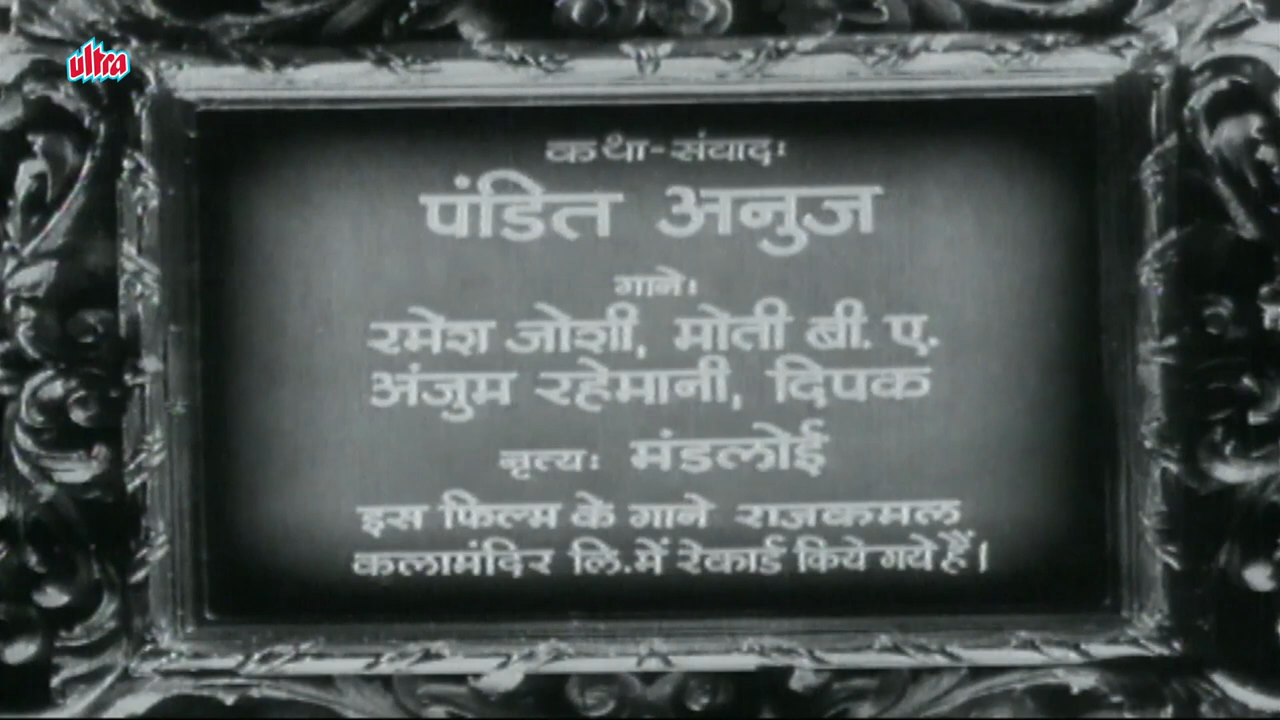 ultra
कथा-संवाद:
पंडित अनुज
गाने:
रमेश जोशी, मोती बी. ए.
अंजुम रहेमानी, दिपक
नृत्य: मंडलोई
इस फिल्म के गाने राजकमल
कलामंदिर लि. में रेकार्ड किये गये हैं।